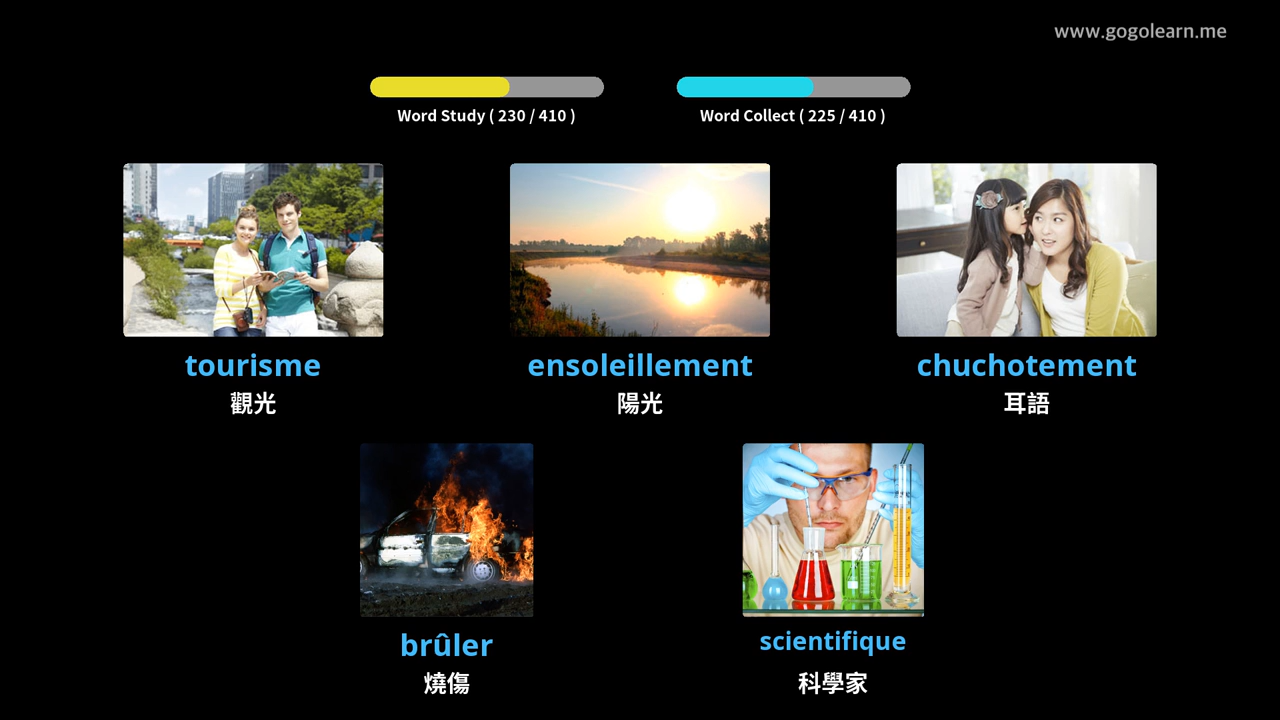 www.gogolearn.me
Word Study ( 230 / 410 )
Word Collect ( 225 / 410 )
tourisme
觀光
ensoleillement
陽光
chuchotement
耳語
brûler
燒傷
scientifique
科學家